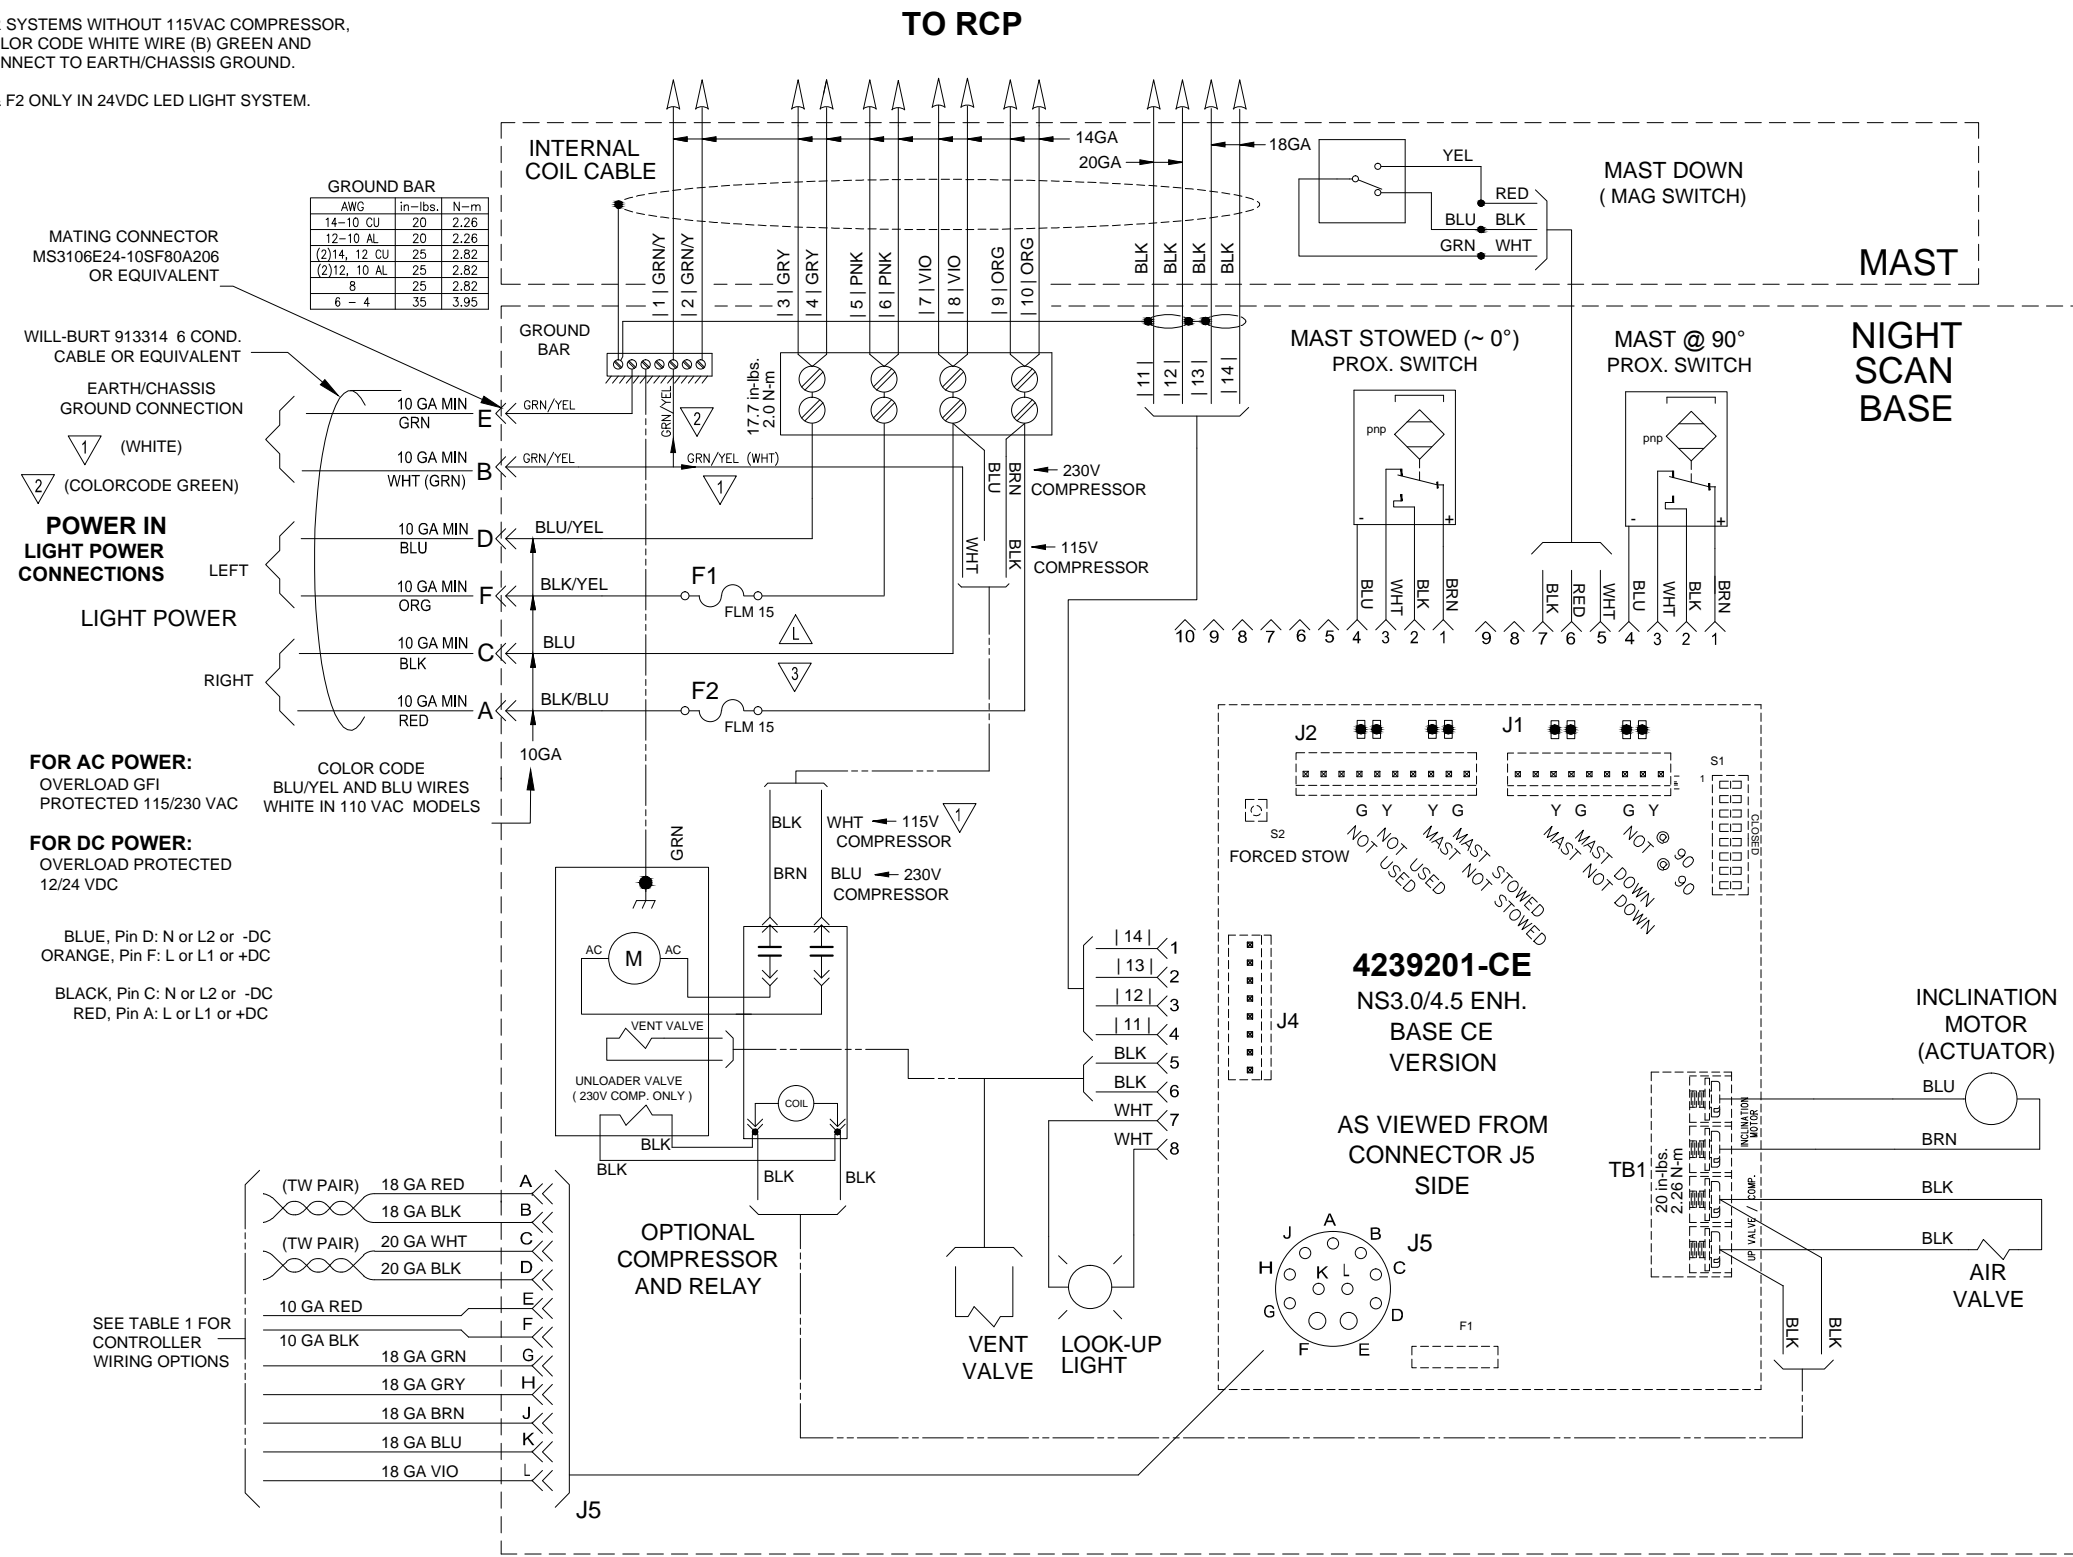 TO RCP
SYSTEMS WITHOUT 115VAC COMPRESSOR,
LOR CODE WHITE WIRE (B) GREEN AND
NNECT TO EARTH/CHASSIS GROUND.
F2 ONLY IN 24VDC LED LIGHT SYSTEM.
INTERNAL
COIL CABLE
14GA
20GA
18GA
YEL
RED
BLU
BLK
GRN
WHT
MAST DOWN
( MAG SWITCH)
MAST
GROUND BAR
AWG in-lbs. N-m
14-10 CU 20 2.26
12-10 AL 20 2.26
(2)14, 12 CU 25 2.82
(2)12, 10 AL 25 2.82
8 25 2.82
6 - 4 35 3.95
MATING CONNECTOR
MS3106E24-10SF80A206
OR EQUIVALENT
WILL-BURT 913314 6 COND.
CABLE OR EQUIVALENT
EARTH/CHASSIS
GROUND CONNECTION
1 (WHITE)
2 (COLORCODE GREEN)
POWER IN
LIGHT POWER
CONNECTIONS
LEFT
LIGHT POWER
RIGHT
| 1 | GRN/Y
| 2 | GRN/Y
| 3 | GRY
| 4 | GRY
| 5 | PNK
| 6 | PNK
| 7 | VIO
| 8 | VIO
| 9 | ORG
| 10 | ORG
BLK
BLK
BLK
BLK
| 11 |
| 12 |
| 13 |
| 14 |
GROUND
BAR
17.7 in-lbs.
2.0 N-m
10 GA MIN
GRN
E
GRN/YEL
GRN/YEL
2
10 GA MIN
WHT (GRN)
B
GRN/YEL
GRN/YEL (WHT)
1
10 GA MIN
BLU
D
BLU/YEL
10 GA MIN
ORG
F
BLK/YEL
F1
FLM 15
L
10 GA MIN
BLK
C
BLU
3
10 GA MIN
RED
A
BLK/BLU
F2
FLM 15
BLU
BRN
230V
COMPRESSOR
WHT
BLK
115V
COMPRESSOR
10GA
COLOR CODE
BLU/YEL AND BLU WIRES
WHITE IN 110 VAC MODELS
FOR AC POWER:
OVERLOAD GFI
PROTECTED 115/230 VAC
FOR DC POWER:
OVERLOAD PROTECTED
12/24 VDC
BLUE, Pin D: N or L2 or -DC
ORANGE, Pin F: L or L1 or +DC
BLACK, Pin C: N or L2 or -DC
RED, Pin A: L or L1 or +DC
NIGHT
SCAN
BASE
MAST STOWED (~ 0°)
PROX. SWITCH
pnp
- +
BLU WHT BLK BRN
10 9 8 7 6 5 4 3 2 1
MAST @ 90°
PROX. SWITCH
pnp
- +
BLK RED WHT BLU WHT BLK BRN
9 8 7 6 5 4 3 2 1
GRN
BLK
WHT
115V
COMPRESSOR
1
BRN
BLU
230V
COMPRESSOR
AC
M
AC
VENT VALVE
UNLOADER VALVE
( 230V COMP. ONLY )
COIL
BLK
BLK
BLK
BLK
OPTIONAL
COMPRESSOR
AND RELAY
| 14 | 1
| 13 | 2
| 12 | 3
| 11 | 4
BLK 5
BLK 6
WHT 7
WHT 8
VENT
VALVE
LOOK-UP
LIGHT
J2
J1
S1
1
CLOSED
S2
FORCED STOW
G Y Y G
NOT USED
NOT USED
MAST NOT STOWED
MAST STOWED
Y G G Y
MAST NOT DOWN
MAST DOWN
NOT @ 90
@ 90
J4
4239201-CE
NS3.0/4.5 ENH.
BASE CE
VERSION
AS VIEWED FROM
CONNECTOR J5
SIDE
J5
A
B
C
D
E
F
G
H
J
K
L
F1
TB1
20 in-lbs.
2.26 N-m
INCLINATION
MOTOR
UP VALVE / COMP.
INCLINATION
MOTOR
(ACTUATOR)
BLU
BRN
BLK
BLK
AIR
VALVE
BLK
BLK
SEE TABLE 1 FOR
CONTROLLER
WIRING OPTIONS
(TW PAIR) 18 GA RED A
18 GA BLK B
(TW PAIR) 20 GA WHT C
20 GA BLK D
10 GA RED E
10 GA BLK F
18 GA GRN G
18 GA GRY H
18 GA BRN J
18 GA BLU K
18 GA VIO L
J5